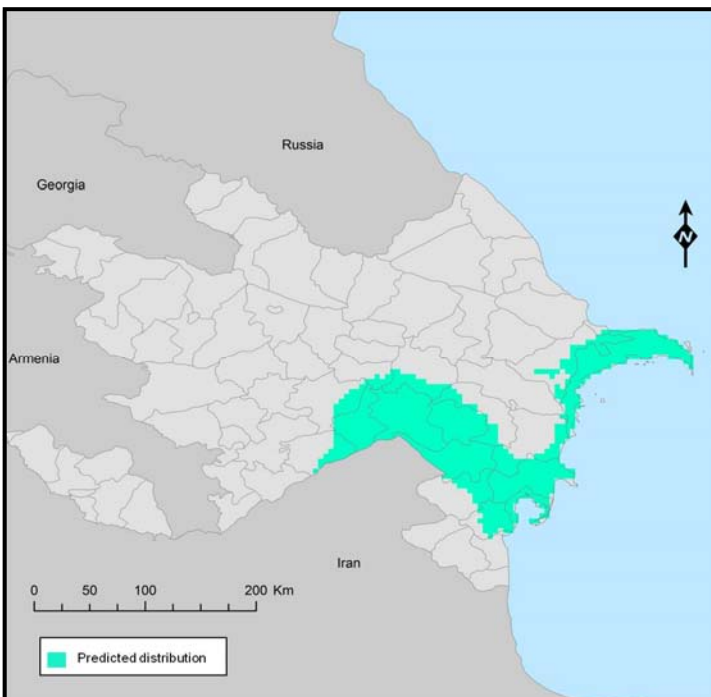 Russia
Georgia
N
Armenia
Iran
0 50 100 200 Km
Predicted distribution